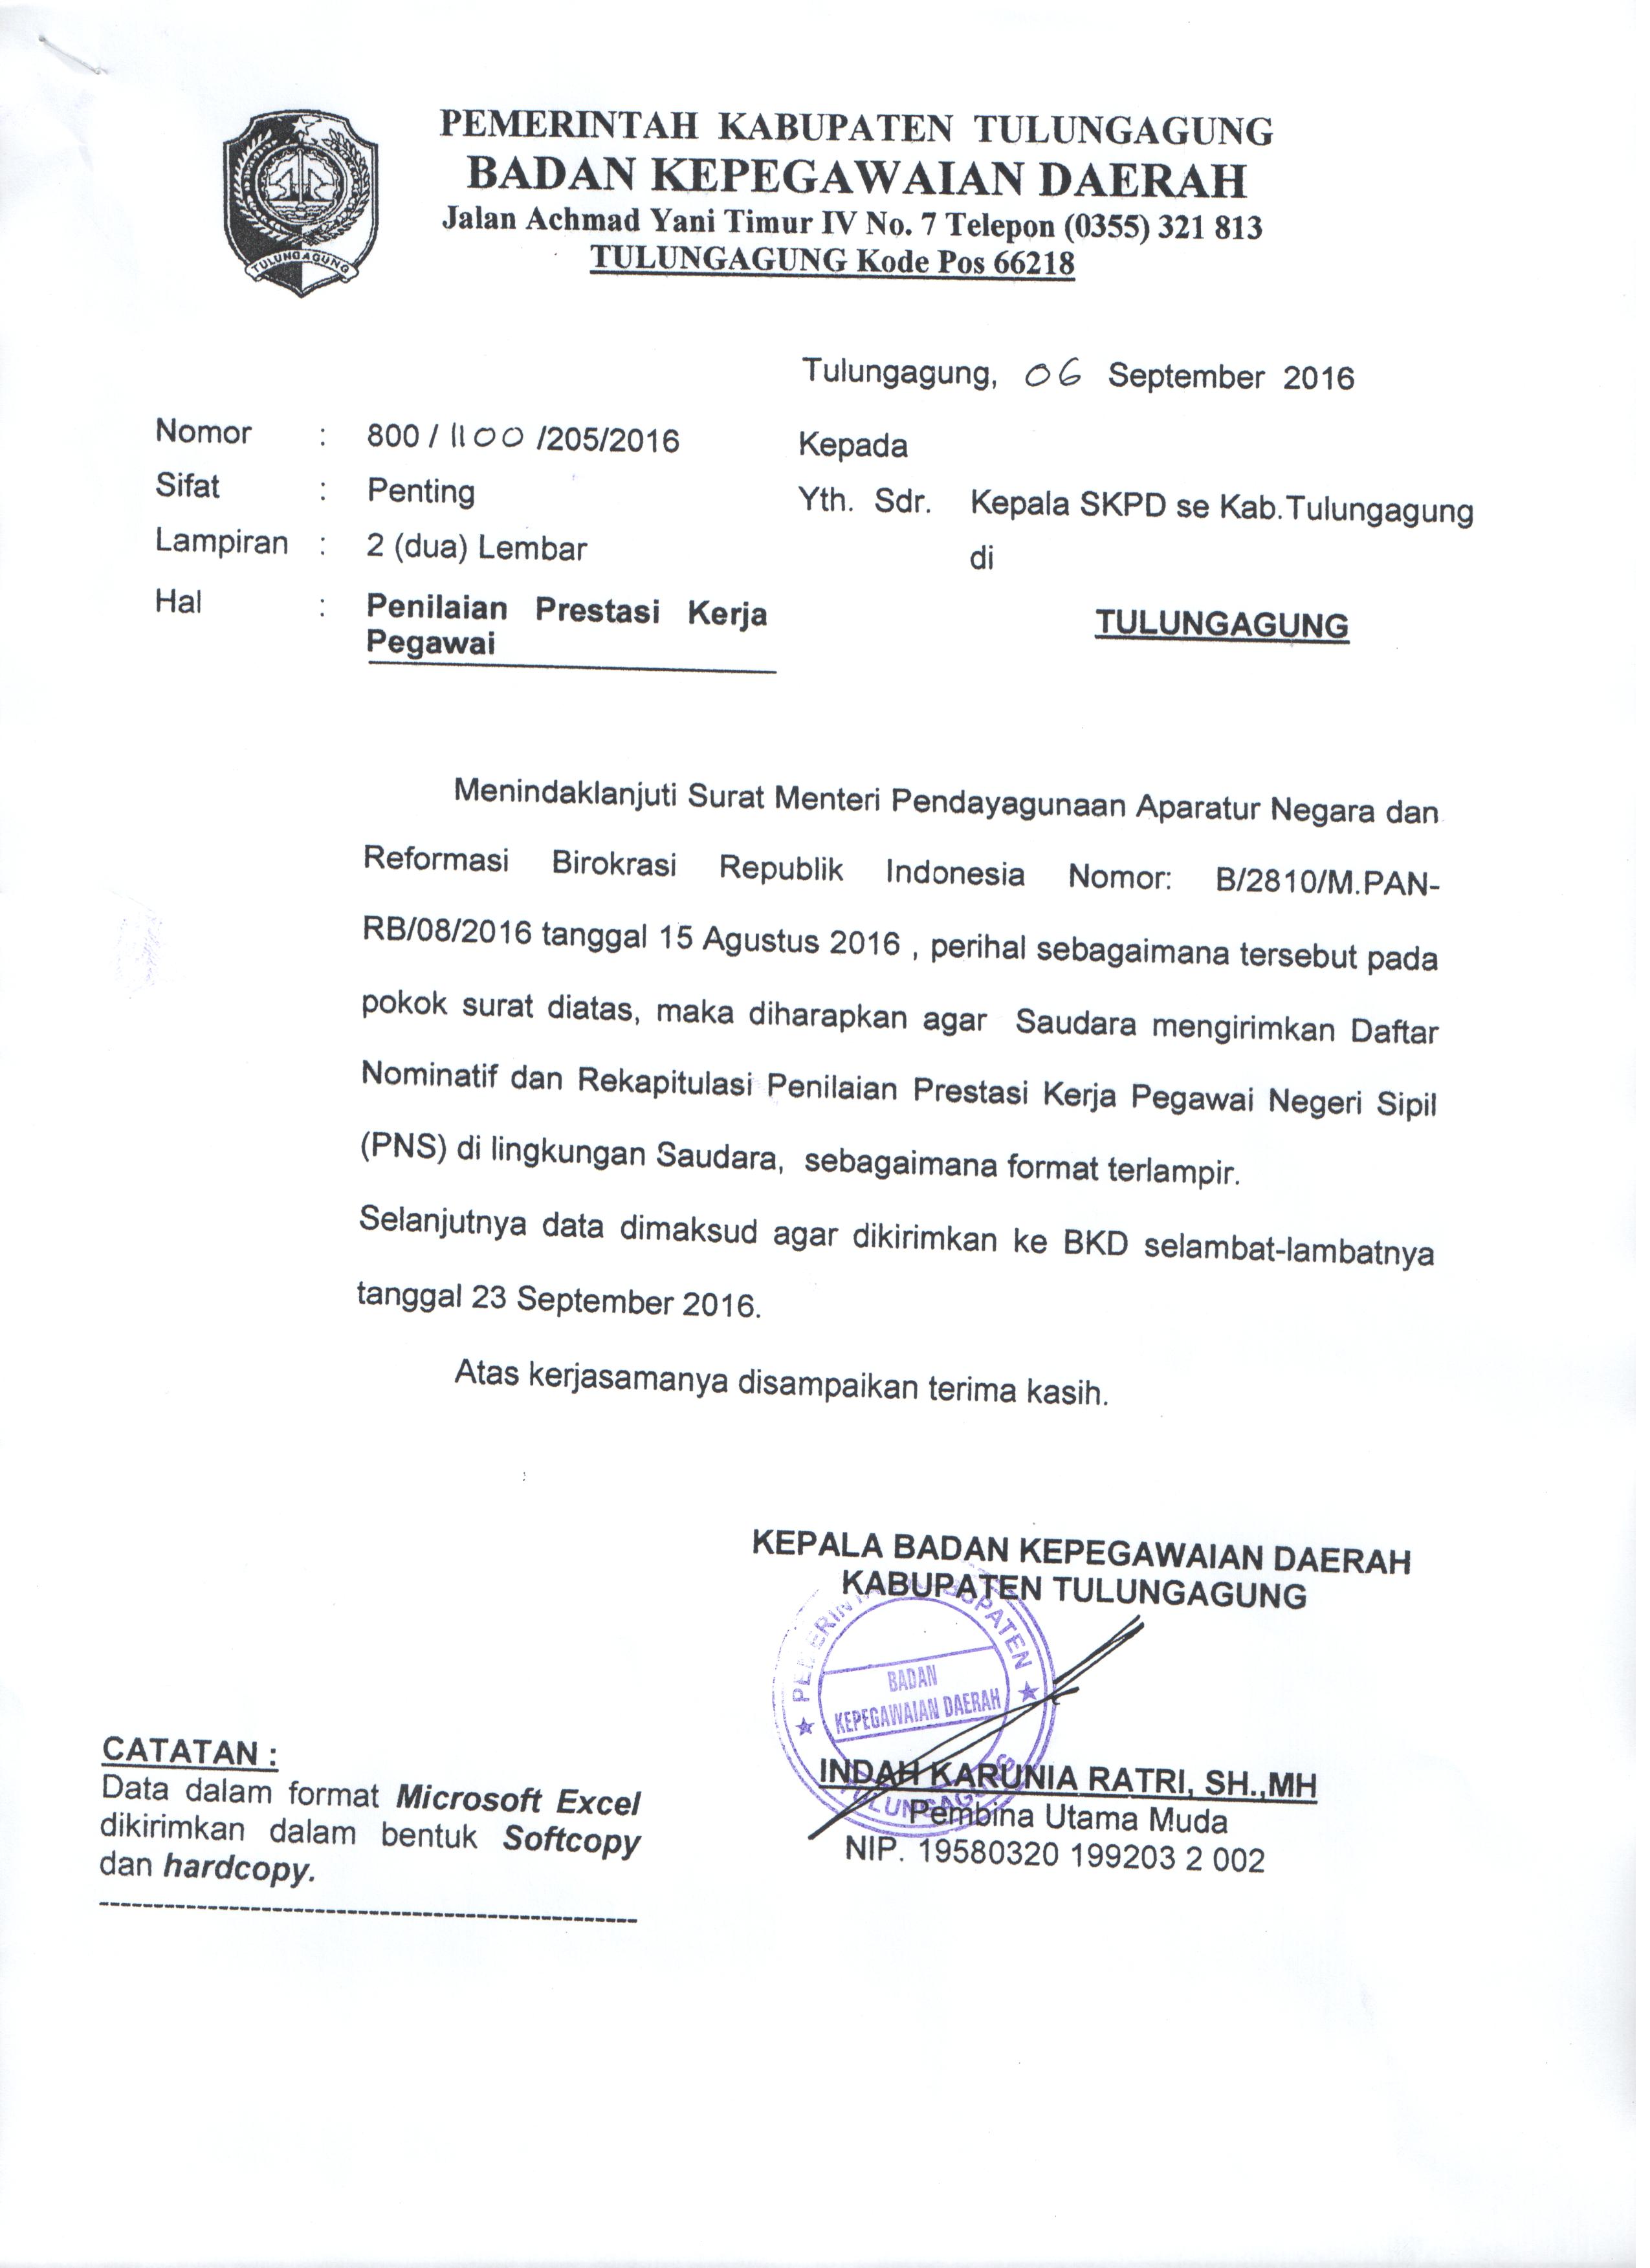 PEMERINTAH KABUPATEN TULUNGAGUNG
BADAN KEPEGAWAIAN DAERAH
Jalan Achmad Yani Timur IV No. 7 Telepon (0355) 321 813
TULUNGAGUNG Kode Pos 66218
TULUNGAGUNG
Tulungagung, 06 September 2016
Nomor : 800 / 1100 /205/2016
Sifat : Penting
Lampiran : 2 (dua) Lembar
Hal : Penilaian Prestasi Kerja
Pegawai
Kepada
Yth. Sdr. Kepala SKPD se Kab.Tulungagung
di
TULUNGAGUNG
Menindaklanjuti Surat Menteri Pendayagunaan Aparatur Negara dan
Reformasi Birokrasi Republik Indonesia Nomor: B/2810/M.PAN-
RB/08/2016 tanggal 15 Agustus 2016 , perihal sebagaimana tersebut pada
pokok surat diatas, maka diharapkan agar Saudara mengirimkan Daftar
Nominatif dan Rekapitulasi Penilaian Prestasi Kerja Pegawai Negeri Sipil
(PNS) di lingkungan Saudara, sebagaimana format terlampir.
Selanjutnya data dimaksud agar dikirimkan ke BKD selambat-lambatnya
tanggal 23 September 2016.
Atas kerjasamanya disampaikan terima kasih.
KEPALA BADAN KEPEGAWAIAN DAERAH
KABUPATEN TULUNGAGUNG
PEMERINTAH KABUPATEN
BADAN
KEPEGAWAIAN DAERAH
TULUNGAGUNG
INDAH KARUNIA RATRI, SH.,MH
Pembina Utama Muda
NIP. 19580320 199203 2 002
CATATAN :
Data dalam format Microsoft Excel
dikirimkan dalam bentuk Softcopy
dan hardcopy.